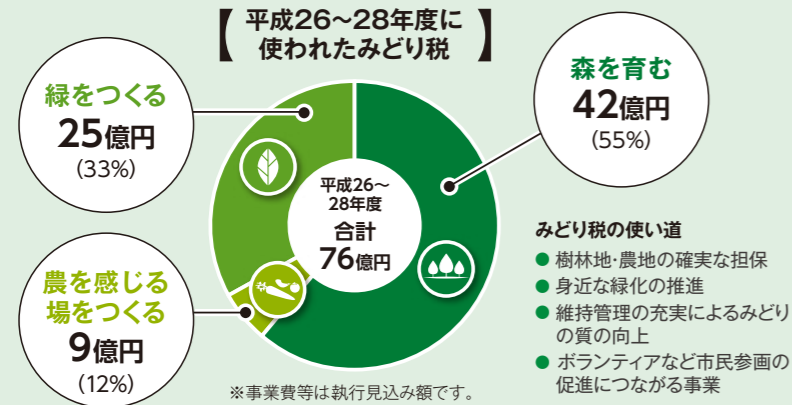 【平成26〜28年度に
使われたみどり税】
緑をつくる
25億円
(33%)
森を育む
42億円
(55%)
平成26〜
28年度
合計
76億円
農を感じる
場をつくる
9億円
(12%)
みどり税の使い道
● 樹林地・農地の確実な担保
● 身近な緑化の推進
● 維持管理の充実によるみどり
の質の向上
● ボランティアなど市民参画の
促進につながる事業
※事業費等は執行見込み額です。